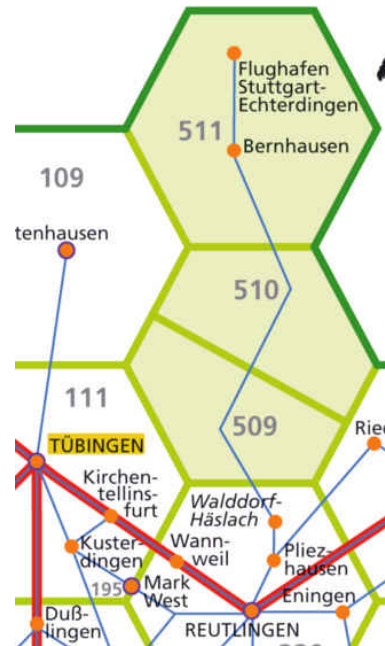 Flughafen
Stuttgart-
Echterdingen
511
Bernhausen
109
tenhausen
510
111
509
TÜBINGEN
Kirchen-
tellins-
furt
Walddorf-
Häslach
Rie
Kuster-
dingen
Wann-
weil
Pliez-
hausen
195
Mark
West
Eningen
Duß-
lingen
REUTLINGEN